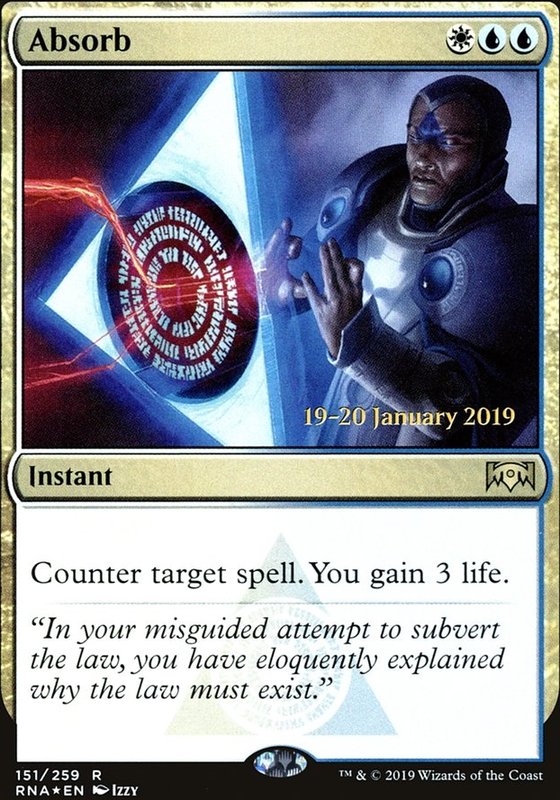 Absorb
19–20 January 2019
Instant
Counter target spell. You gain 3 life.
“In your misguided attempt to subvert
the law, you have eloquently explained
why the law must exist.”
151/259 R
RNA★EN Izzy
™ & © 2019 Wizards of the Coast